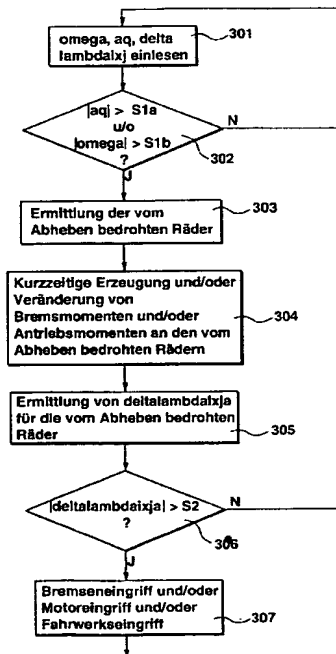 omega, aq, delta
lambdaixj einlesen
301
|aq| > S1a
u/o
|omega| > S1b
?
N
302
J
303
Ermittlung der vom
Abheben bedrohten Räder
Kurzzeitige Erzeugung und/oder
Veränderung von
Bremsmomenten und/oder
Antriebsmomenten an den vom
Abheben bedrohten Rädern
304
Ermittlung von deltalambdaixja
für die vom Abheben bedrohten
Räder
305
|deltalambdaixja| > S2
?
N
306
J
Bremseneingriff und/oder
Motoreingriff und/oder
Fahrwerkseingriff
307